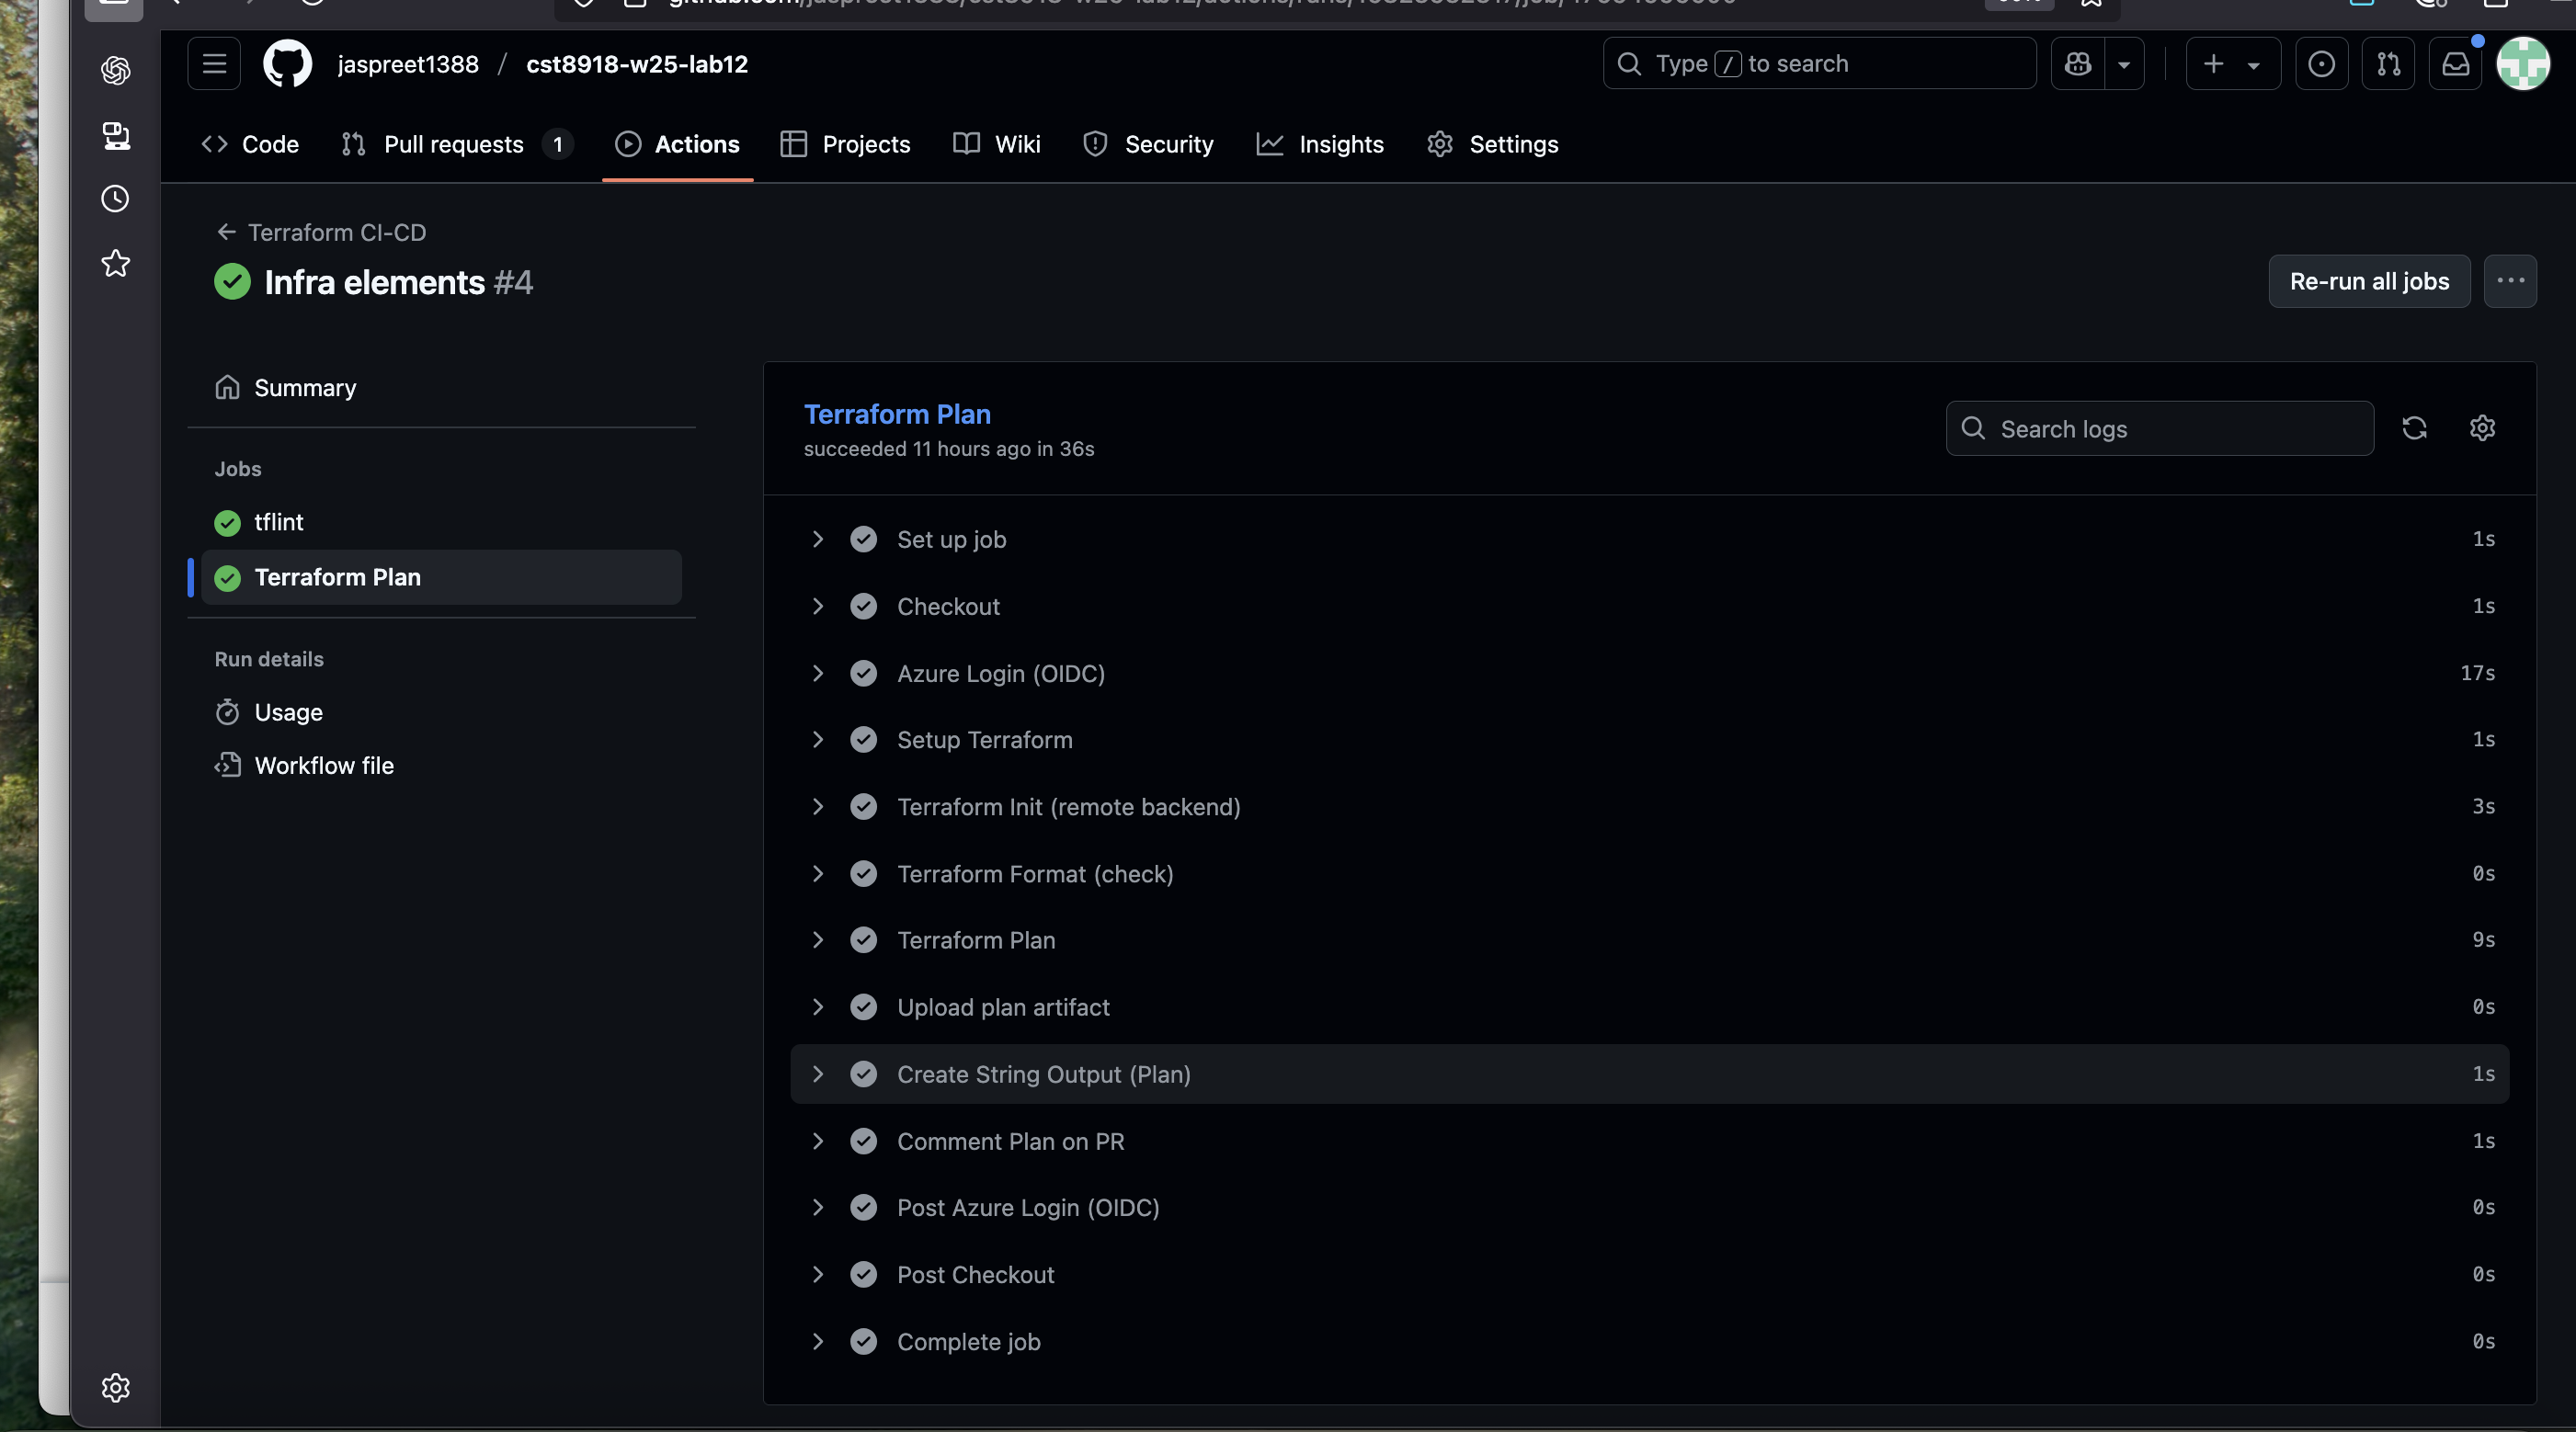 jaspreet1388 / cst8918-w25-lab12
Type / to search
Code
Pull requests 1
Actions
Projects
Wiki
Security
Insights
Settings
Terraform CI-CD
Infra elements #4
Re-run all jobs
Summary
Jobs
tflint
Terraform Plan
Run details
Usage
Workflow file
Terraform Plan
succeeded 11 hours ago in 36s
Search logs
Set up job 1s
Checkout 1s
Azure Login (OIDC) 17s
Setup Terraform 1s
Terraform Init (remote backend) 3s
Terraform Format (check) 0s
Terraform Plan 9s
Upload plan artifact 0s
Create String Output (Plan) 1s
Comment Plan on PR 1s
Post Azure Login (OIDC) 0s
Post Checkout 0s
Complete job 0s